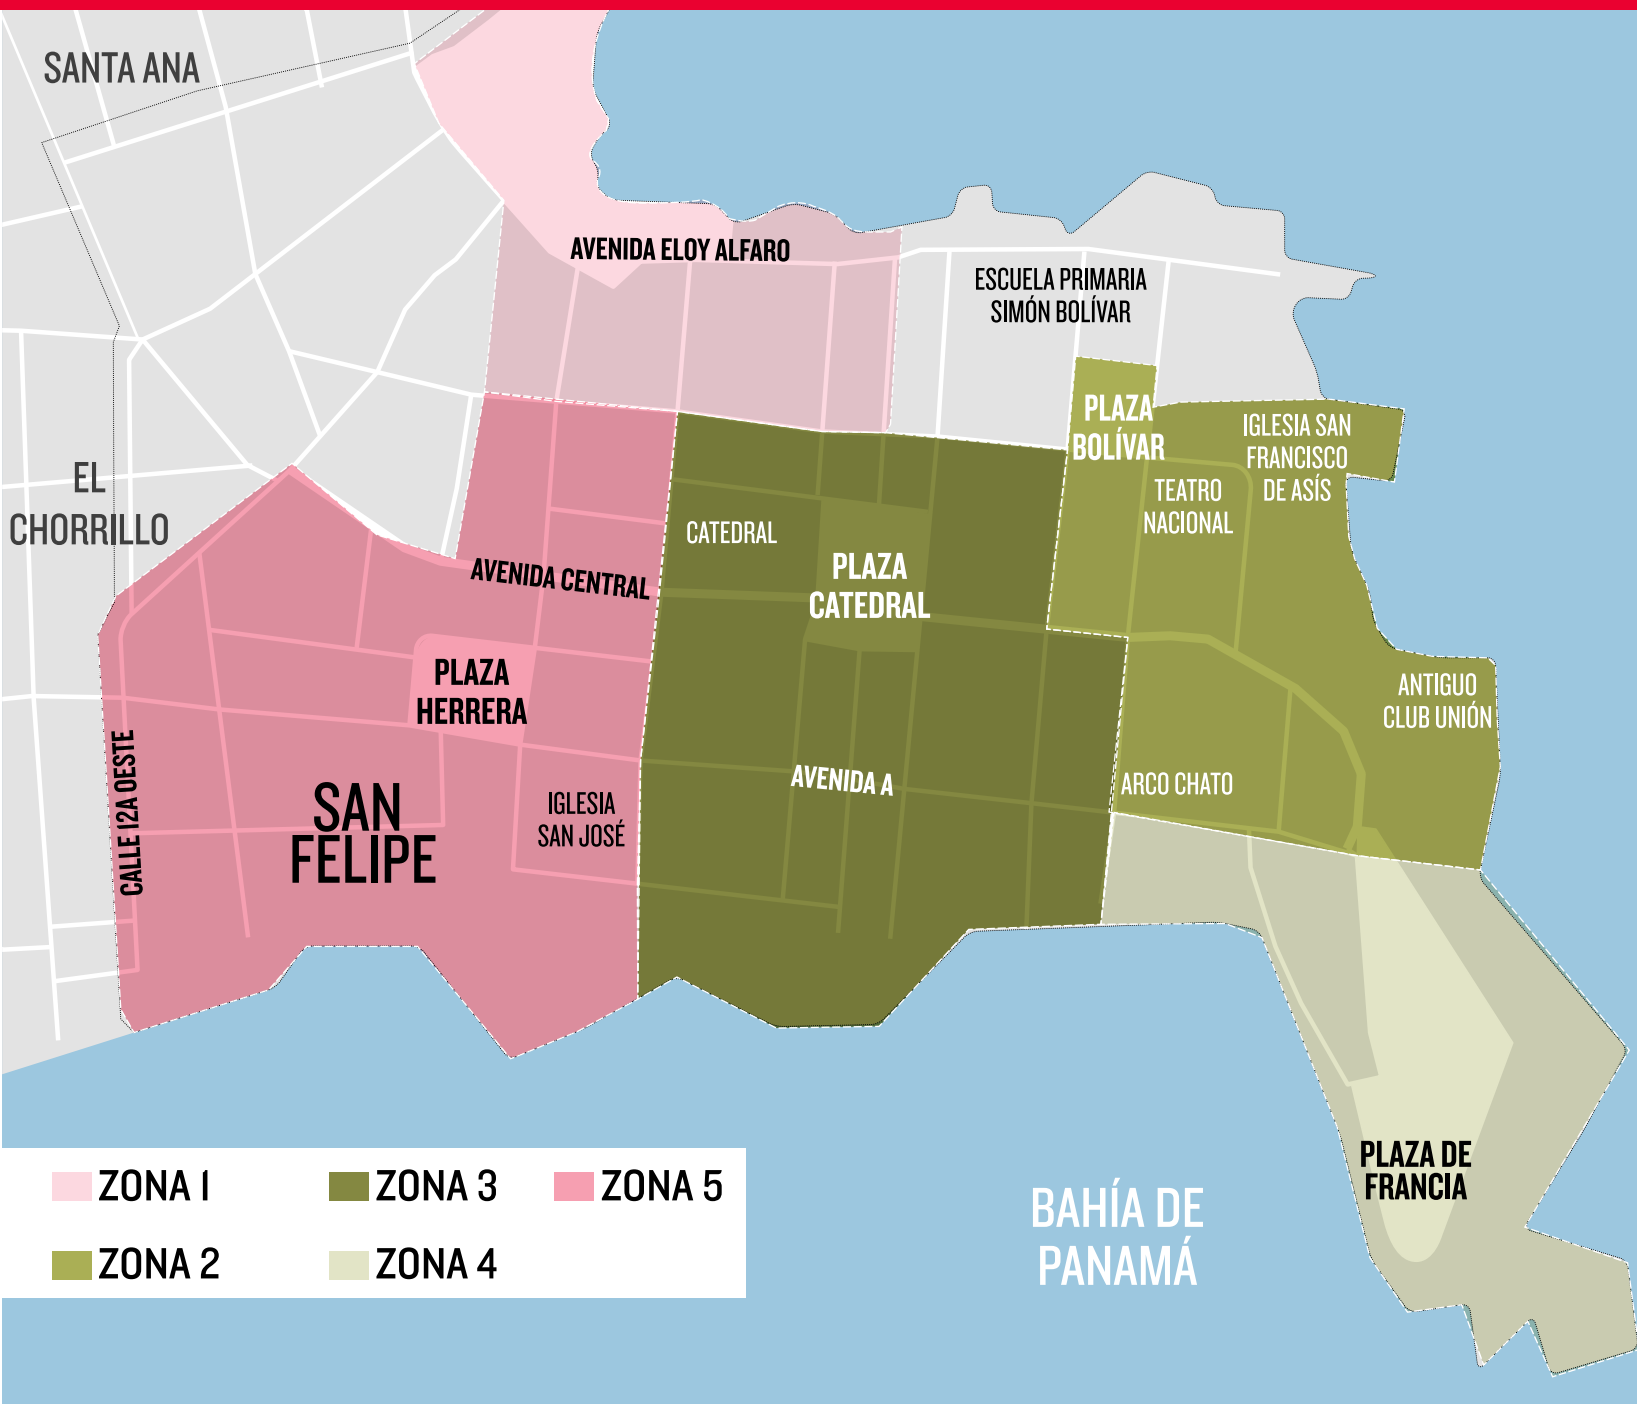 SANTA ANA
AVENIDA ELOY ALFARO
ESCUELA PRIMARIA
SIMÓN BOLÍVAR
PLAZA
BOLÍVAR
IGLESIA SAN
FRANCISCO
DE ASÍS
TEATRO
NACIONAL
EL
CHORRILLO
CATEDRAL
PLAZA
CATEDRAL
AVENIDA CENTRAL
PLAZA
HERRERA
ANTIGUO
CLUB UNIÓN
CALLE 12A OESTE
SAN
FELIPE
IGLESIA
SAN JOSÉ
AVENIDA A
ARCO CHATO
PLAZA DE
FRANCIA
BAHÍA DE
PANAMÁ
ZONA 1
ZONA 3
ZONA 5
ZONA 2
ZONA 4